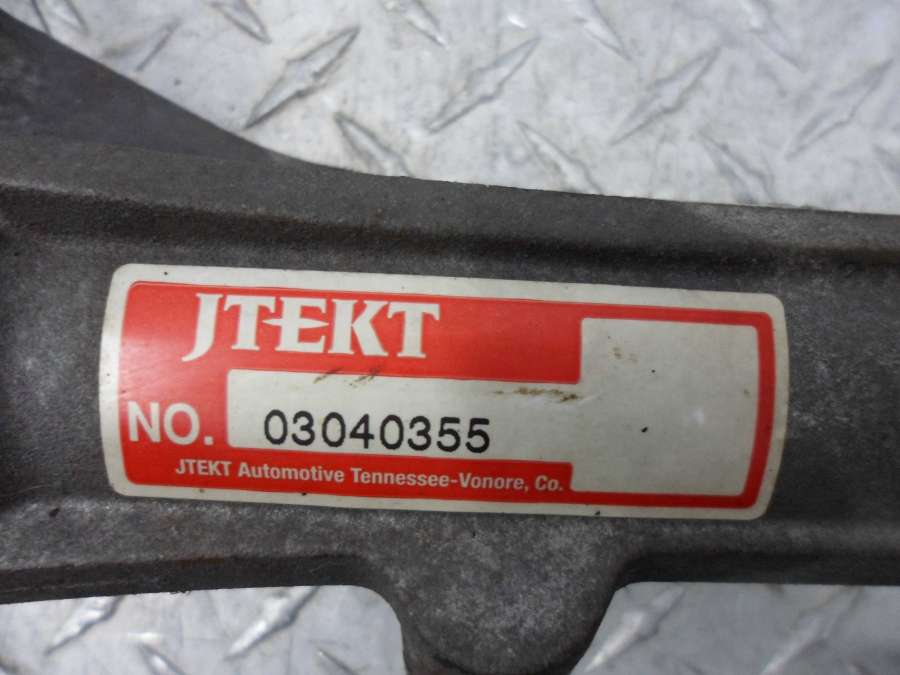 JTEKT
NO. 03040355
JTEKT Automotive Tennessee-Vonore, Co.